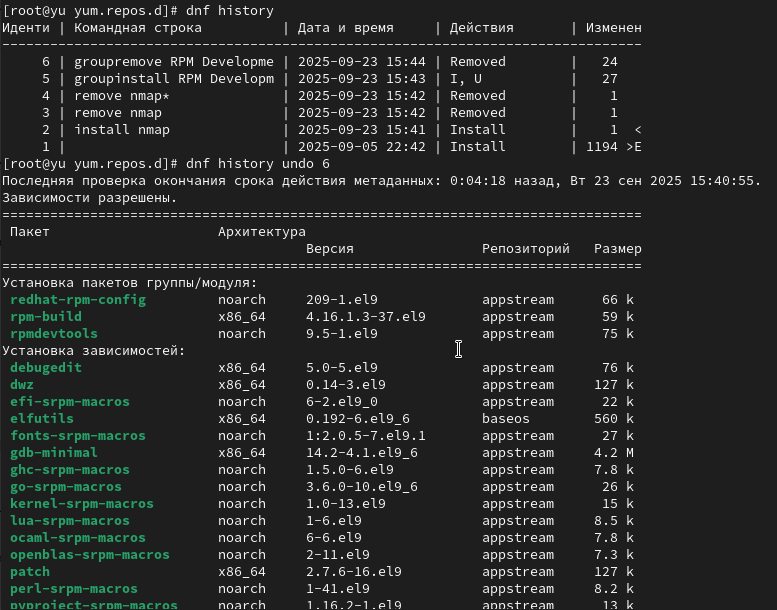 [root@yu yum.repos.d]# dnf history
Иденти | Командная строка | Дата и время | Действия | Изменен
--------------------------------------------------------------------------------
6 | groupremove RPM Developme | 2025-09-23 15:44 | Removed | 24
5 | groupinstall RPM Developm | 2025-09-23 15:43 | I, U | 27
4 | remove nmap* | 2025-09-23 15:42 | Removed | 1
3 | remove nmap | 2025-09-23 15:42 | Removed | 1
2 | install nmap | 2025-09-23 15:41 | Install | 1 <
1 | | 2025-09-05 22:42 | Install | 1194 >E
[root@yu yum.repos.d]# dnf history undo 6
Последняя проверка окончания срока действия метаданных: 0:04:18 назад, Вт 23 сен 2025 15:40:55.
Зависимости разрешены.
================================================================================
Пакет Архитектура
Версия Репозиторий Размер
================================================================================
Установка пакетов группы/модуля:
redhat-rpm-config noarch 209-1.el9 appstream 66 k
rpm-build x86_64 4.16.1.3-37.el9 appstream 59 k
rpmdevtools noarch 9.5-1.el9 appstream 75 k
Установка зависимостей:
debugedit x86_64 5.0-5.el9 appstream 76 k
dwz x86_64 0.14-3.el9 appstream 127 k
efi-srpm-macros noarch 6-2.el9_0 appstream 22 k
elfutils x86_64 0.192-6.el9_6 baseos 560 k
fonts-srpm-macros noarch 1:2.0.5-7.el9.1 appstream 27 k
gdb-minimal x86_64 14.2-4.1.el9_6 appstream 4.2 M
ghc-srpm-macros noarch 1.5.0-6.el9 appstream 7.8 k
go-srpm-macros noarch 3.6.0-10.el9_6 appstream 26 k
kernel-srpm-macros noarch 1.0-13.el9 appstream 15 k
lua-srpm-macros noarch 1-6.el9 appstream 8.5 k
ocaml-srpm-macros noarch 6-6.el9 appstream 7.8 k
openblas-srpm-macros noarch 2-11.el9 appstream 7.3 k
patch x86_64 2.7.6-16.el9 appstream 127 k
perl-srpm-macros noarch 1-41.el9 appstream 8.2 k
pyproject-srpm-macros noarch 1.16.2-1.el9 appstream 13 k